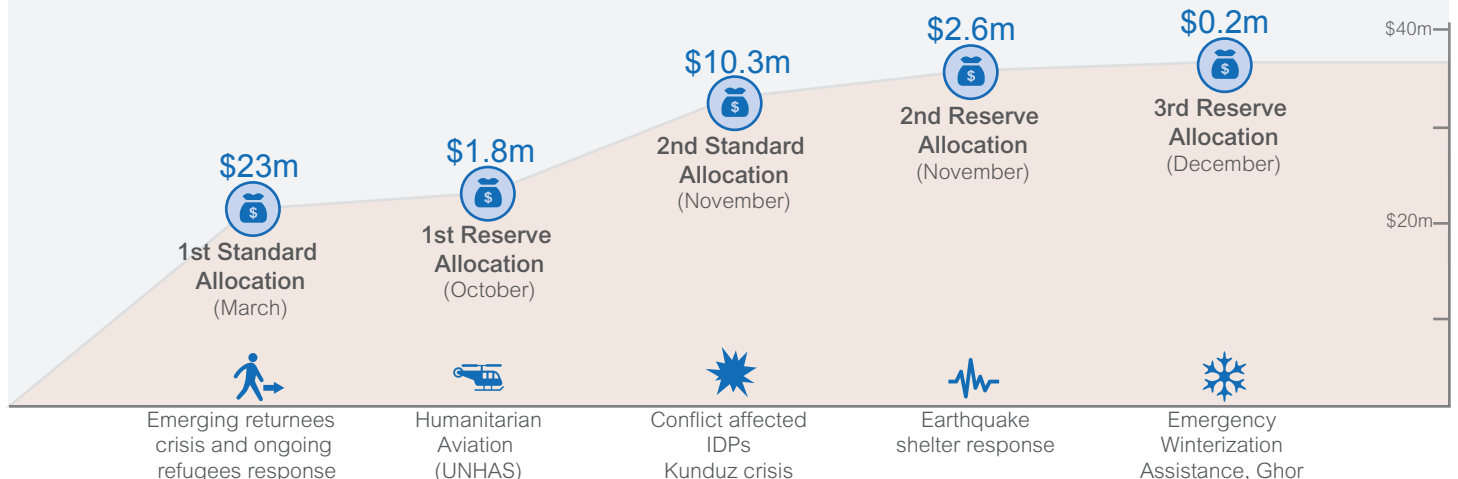 $23m
1st Standard
Allocation
(March)
$1.8m
1st Reserve
Allocation
(October)
$10.3m
2nd Standard
Allocation
(November)
$2.6m
2nd Reserve
Allocation
(November)
$0.2m
3rd Reserve
Allocation
(December)
$40m
$20m
Emerging returnees
crisis and ongoing
refugees response
Humanitarian
Aviation
(UNHAS)
Conflict affected
IDPs
Kunduz crisis
Earthquake
shelter response
Emergency
Winterization
Assistance, Ghor
$
$
$
$
$